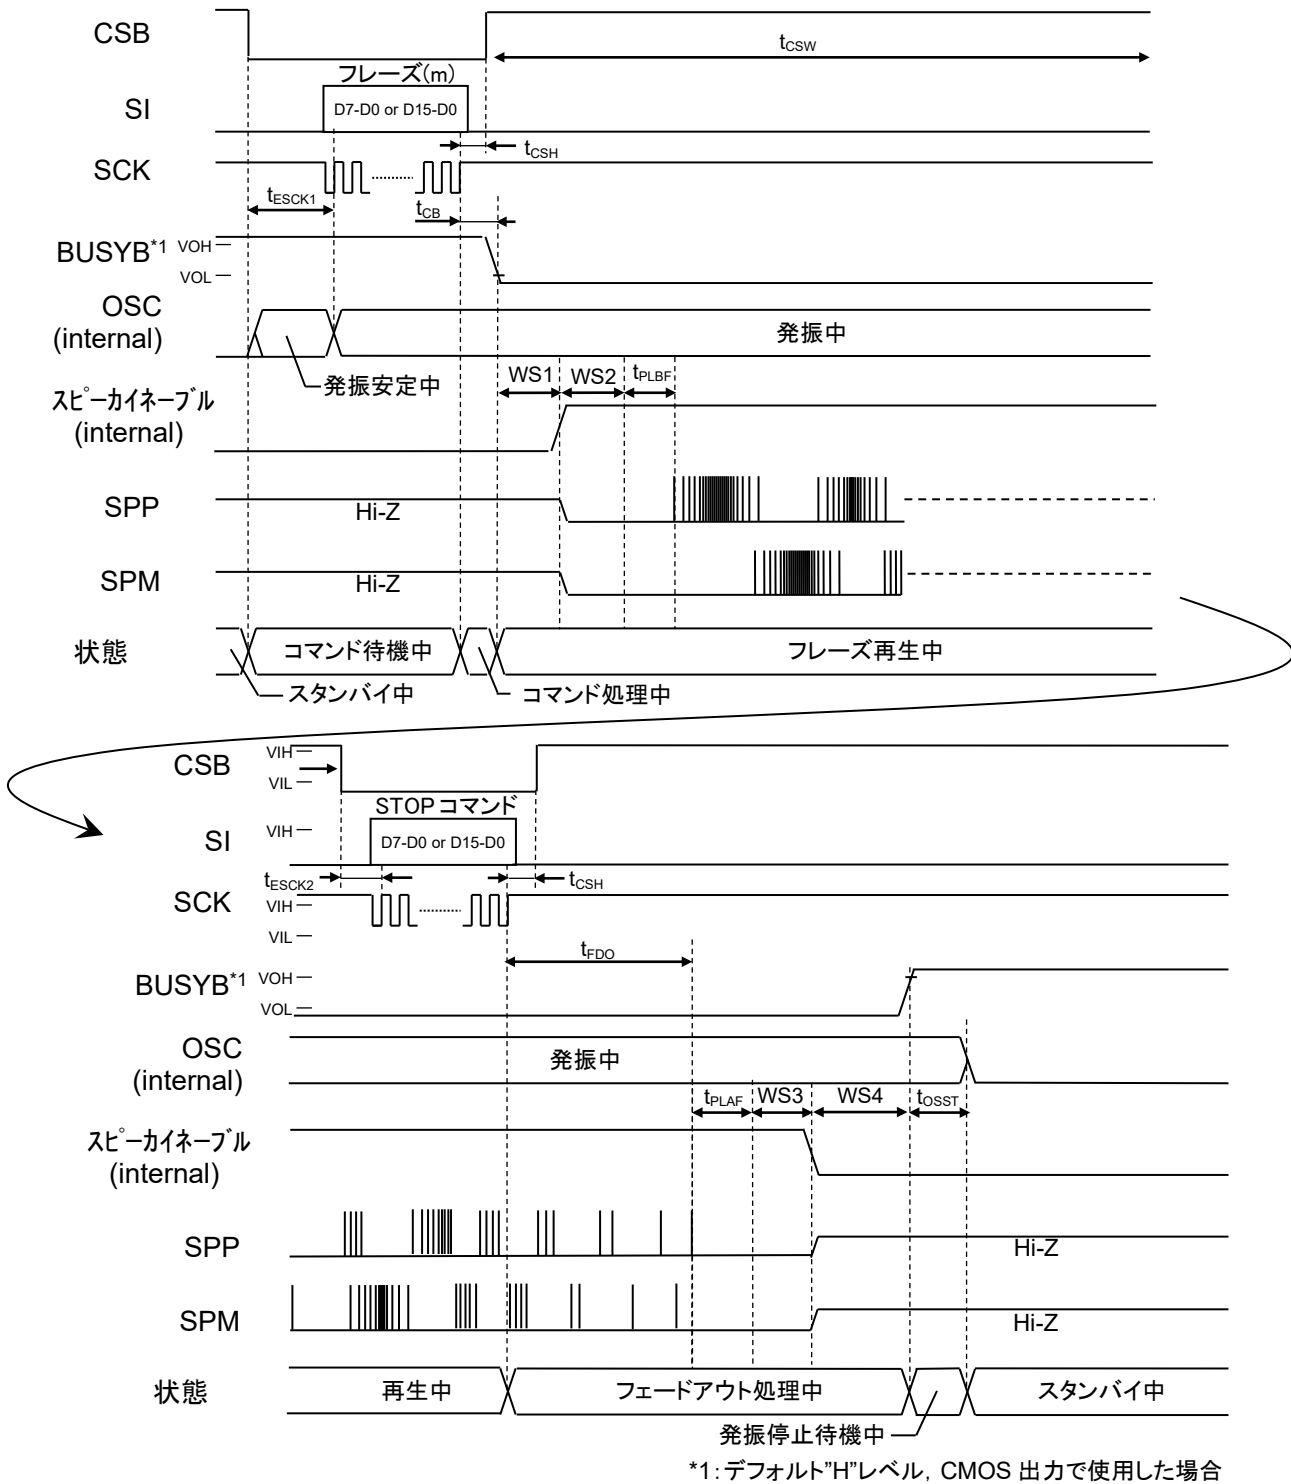 CSB
tCSW
フレーズ(m)
SI
D7-D0 or D15-D0
tCSH
SCK
tESCK1
tCB
BUSYB*1
VOH
VOL
OSC
(internal)
発振中
発振安定中
WS1
WS2
tPLBF
スピーカイネーブル
(internal)
SPP
Hi-Z
SPM
Hi-Z
状態
コマンド待機中
フレーズ再生中
スタンバイ中
コマンド処理中
CSB
VIH
VIL
STOPコマンド
SI
VIH
D7-D0 or D15-D0
tESCK2
tCSH
SCK
VIH
VIL
tFDO
BUSYB*1
VOH
VOL
OSC
(internal)
発振中
tPLAF
WS3
WS4
tOSST
スピーカイネーブル
(internal)
SPP
Hi-Z
SPM
Hi-Z
状態
再生中
フェードアウト処理中
スタンバイ中
発振停止待機中
*1:デフォルト”H”レベル, CMOS 出力で使用した場合